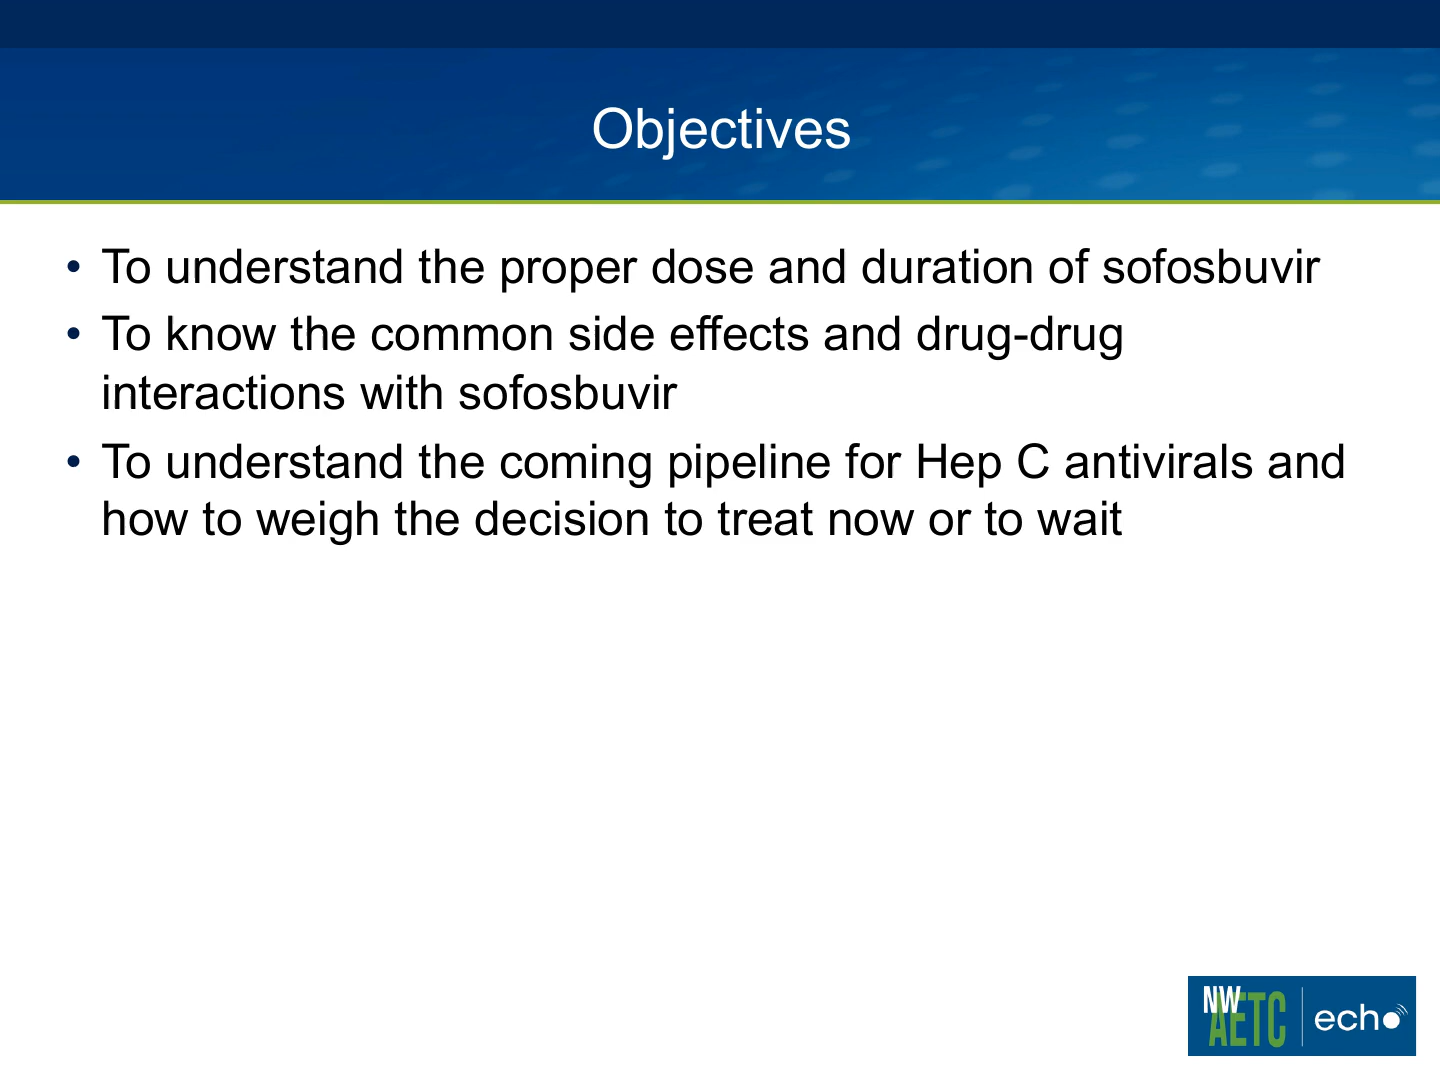 Objectives
• To understand the proper dose and duration of sofosbuvir
• To know the common side effects and drug-drug
interactions with sofosbuvir
• To understand the coming pipeline for Hep C antivirals and
how to weigh the decision to treat now or to wait
NW
AETC
echo